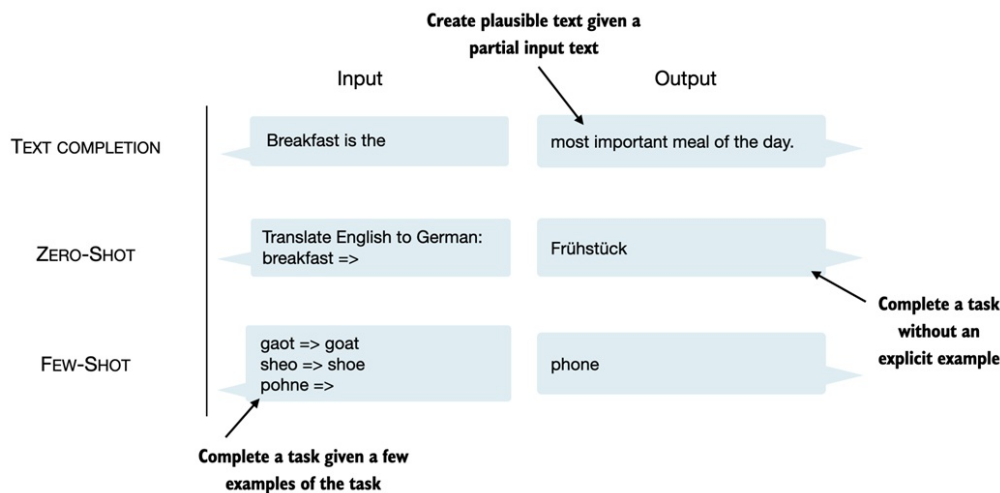 Create plausible text given a
partial input text
Input
Output
TEXT COMPLETION
Breakfast is the
most important meal of the day.
ZERO-SHOT
Translate English to German:
breakfast =>
Frühstück
Complete a task
without an
explicit example
FEW-SHOT
gaot => goat
sheo => shoe
pohne =>
phone
Complete a task given a few
examples of the task